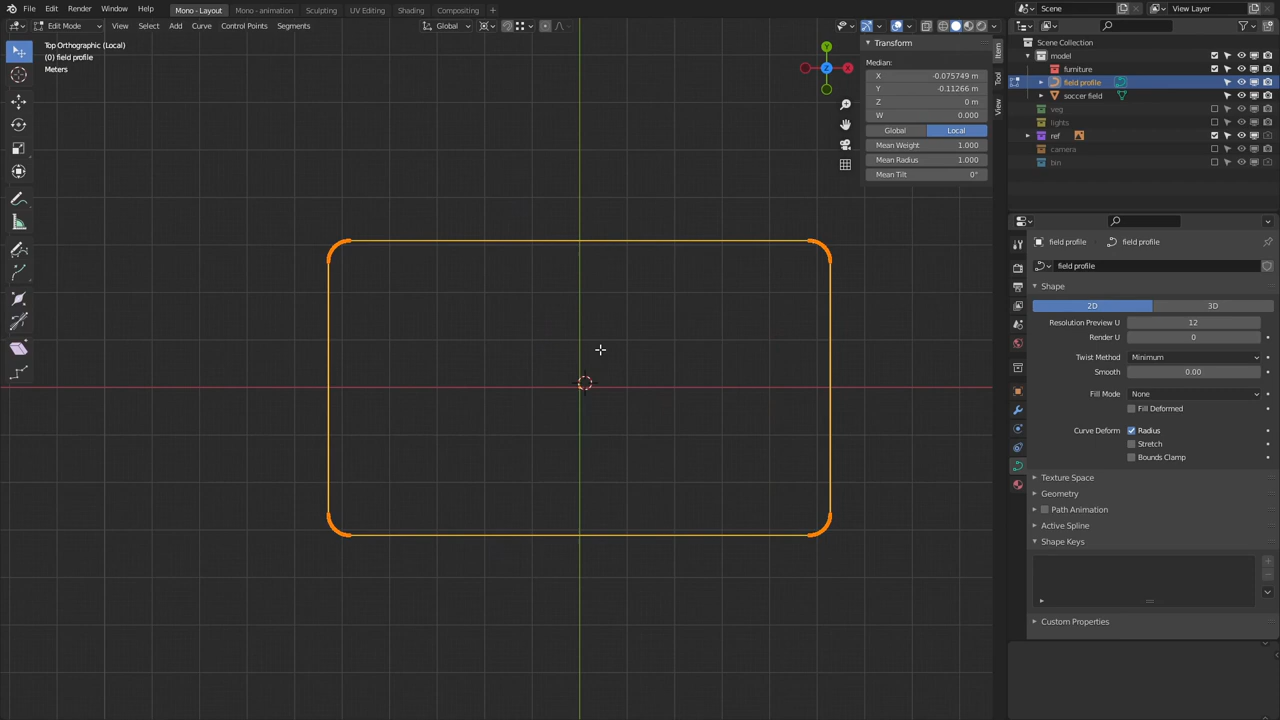 File Edit Render Window Help Mono - Layout Mono - animation Sculpting UV Editing Shading Compositing Scene View Layer
Edit Mode View Select Add Curve Control Points Segments Global
Top Orthographic (Local)
(0) field profile
Meters
Y
X
Z
Transform
Median:
X -0.075749 m
Y -0.11266 m
Z 0 m
W 0.000
Global Local
Mean Weight 1.000
Mean Radius 1.000
Mean Tilt 0°
Item
Tool
View
Scene Collection
model
furniture
field profile
soccer field
veg
lights
ref
camera
bin
field profile field profile
field profile
Shape
2D 3D
Resolution Preview U 12
Render U 0
Twist Method Minimum
Smooth 0.00
Fill Mode None
Fill Deformed
Curve Deform Radius
Stretch
Bounds Clamp
Texture Space
Geometry
Path Animation
Active Spline
Shape Keys
Custom Properties